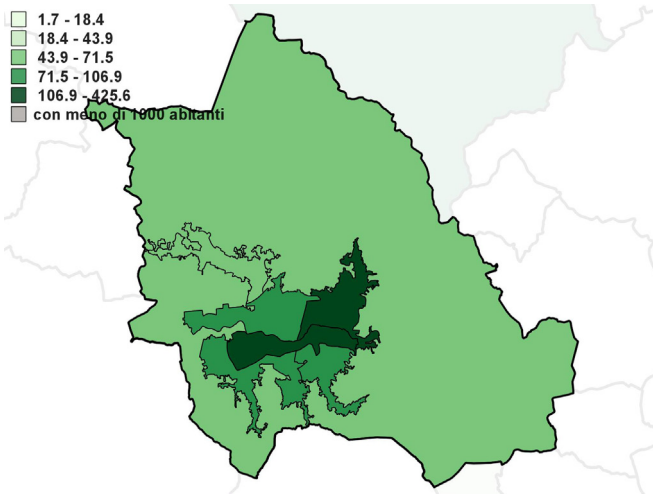 1.7 - 18.4
18.4 - 43.9
43.9 - 71.5
71.5 - 106.9
106.9 - 425.6
con meno di 1000 abitanti